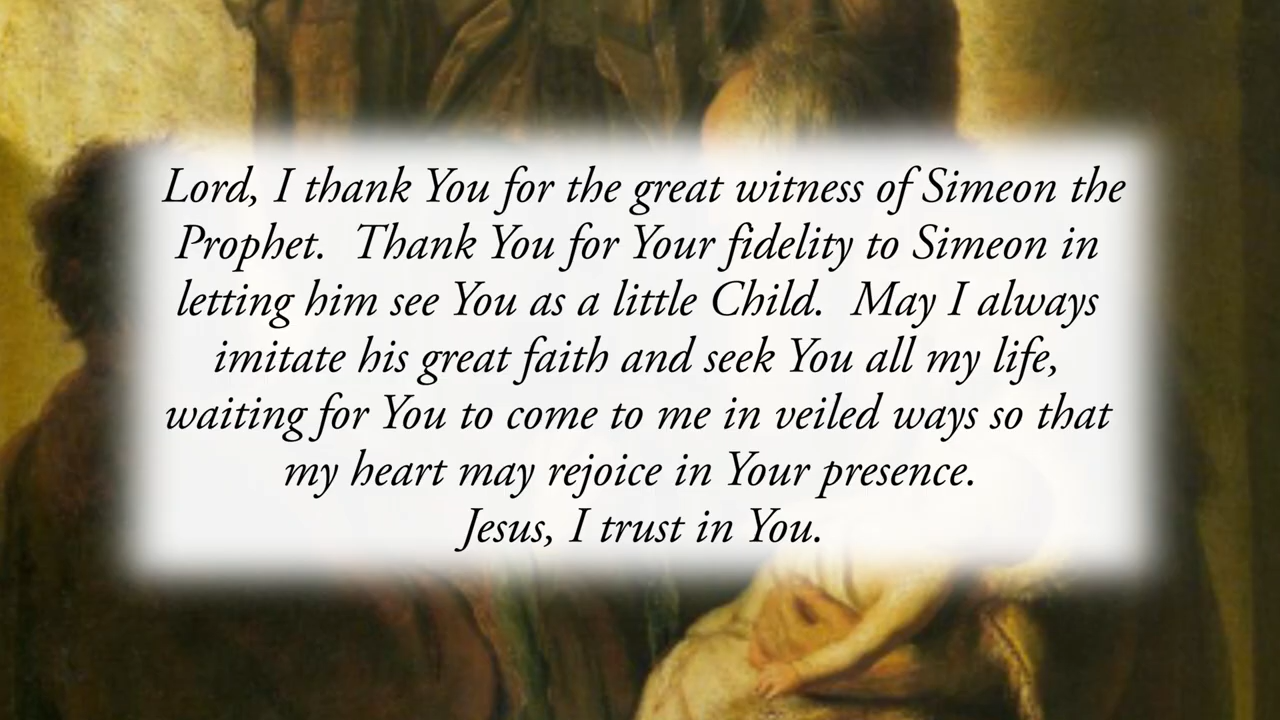 Lord, I thank You for the great witness of Simeon the
Prophet.  Thank You for Your fidelity to Simeon in
letting him see You as a little Child.  May I always
imitate his great faith and seek You all my life,
waiting for You to come to me in veiled ways so that
my heart may rejoice in Your presence.
Jesus, I trust in You.